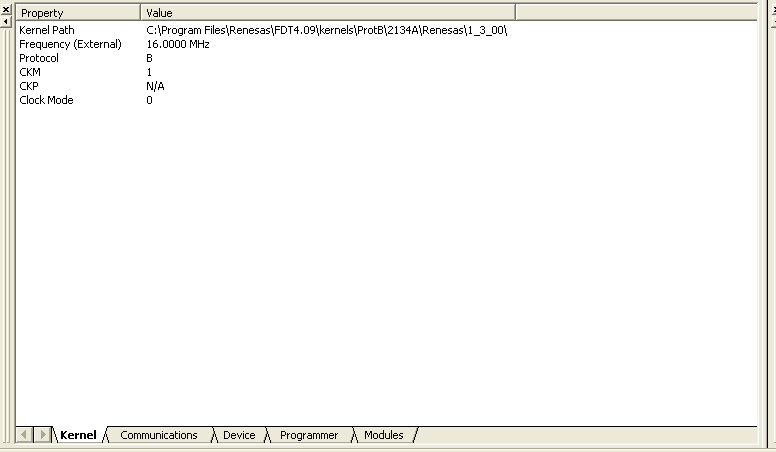 Property Value
Kernel Path C:\Program Files\Renesas\FDT4.09\kernels\ProtB\2134A\Renesas\1_3_00\
Frequency (External) 16.0000 MHz
Protocol B
CKM 1
CKP N/A
Clock Mode 0
Kernel Communications Device Programmer Modules